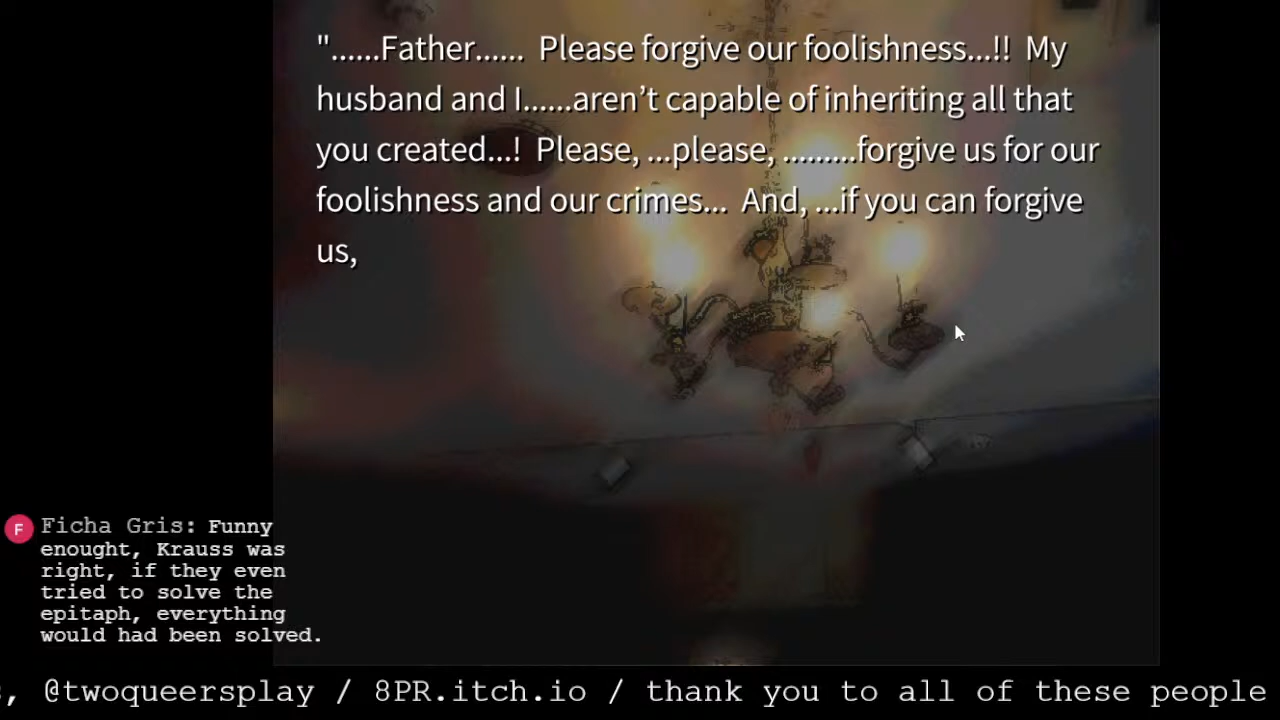 "......Father...... Please forgive our foolishness...!! My
husband and I......aren’t capable of inheriting all that
you created...! Please, ...please, .........forgive us for our
foolishness and our crimes... And, ...if you can forgive
us,
F Ficha Gris: Funny
enought, Krauss was
right, if they even
tried to solve the
epitaph, everything
would had been solved.
, @twoqueersplay / 8PR.itch.io / thank you to all of these people